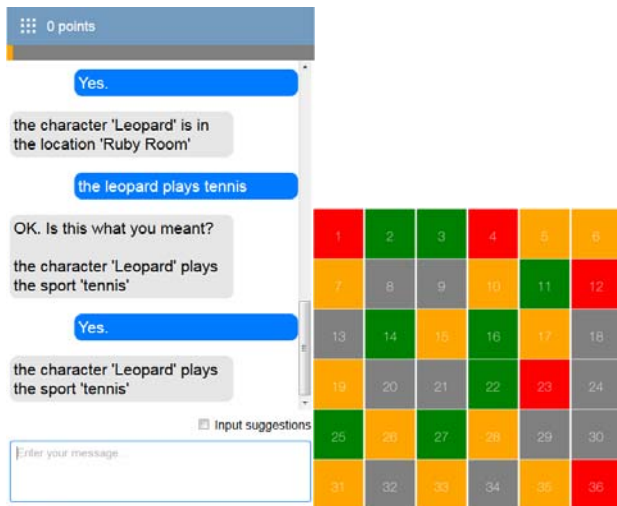 0 points
Yes.
the character 'Leopard' is in
the location 'Ruby Room'
the leopard plays tennis
OK. Is this what you meant?
the character 'Leopard' plays
the sport 'tennis'
Yes.
the character 'Leopard' plays
the sport 'tennis'
Input suggestions
Enter your message...
1 2 3 4 5 6
7 8 9 10 11 12
13 14 15 16 17 18
19 20 21 22 23 24
25 26 27 28 29 30
31 32 33 34 35 36